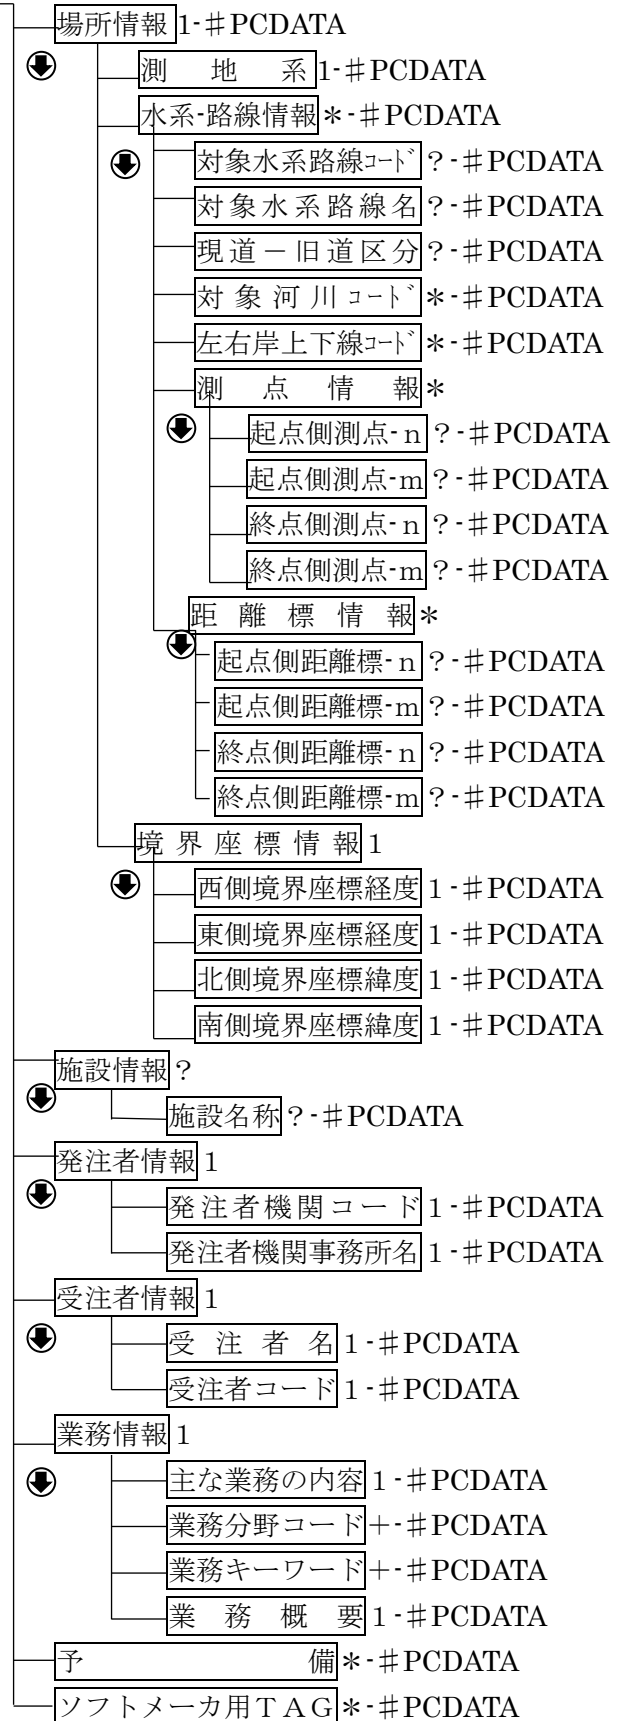 場所情報 1-♯PCDATA
測地系 1-♯PCDATA
水系-路線情報 *-♯PCDATA
対象水系路線ｺｰﾄﾞ ?-♯PCDATA
対象水系路線名 ?-♯PCDATA
現道－旧道区分 ?-♯PCDATA
対象河川ｺｰﾄﾞ *-♯PCDATA
左右岸上下線ｺｰﾄﾞ *-♯PCDATA
測点情報 *
起点側測点-ｎ ?-♯PCDATA
起点側測点-ｍ ?-♯PCDATA
終点側測点-ｎ ?-♯PCDATA
終点側測点-ｍ ?-♯PCDATA
距離標情報 *
起点側距離標-ｎ ?-♯PCDATA
起点側距離標-ｍ ?-♯PCDATA
終点側距離標-ｎ ?-♯PCDATA
終点側距離標-ｍ ?-♯PCDATA
境界座標情報 1
西側境界座標経度 1-♯PCDATA
東側境界座標経度 1-♯PCDATA
北側境界座標緯度 1-♯PCDATA
南側境界座標緯度 1-♯PCDATA
施設情報 ?
施設名称 ?-♯PCDATA
発注者情報 1
発注者機関コード 1-♯PCDATA
発注者機関事務所名 1-♯PCDATA
受注者情報 1
受注者名 1-♯PCDATA
受注者コード 1-♯PCDATA
業務情報 1
主な業務の内容 1-♯PCDATA
業務分野コード +-♯PCDATA
業務キーワード +-♯PCDATA
業務概要 1-♯PCDATA
予備 *-♯PCDATA
ソフトメーカ用ＴＡＧ *-♯PCDATA